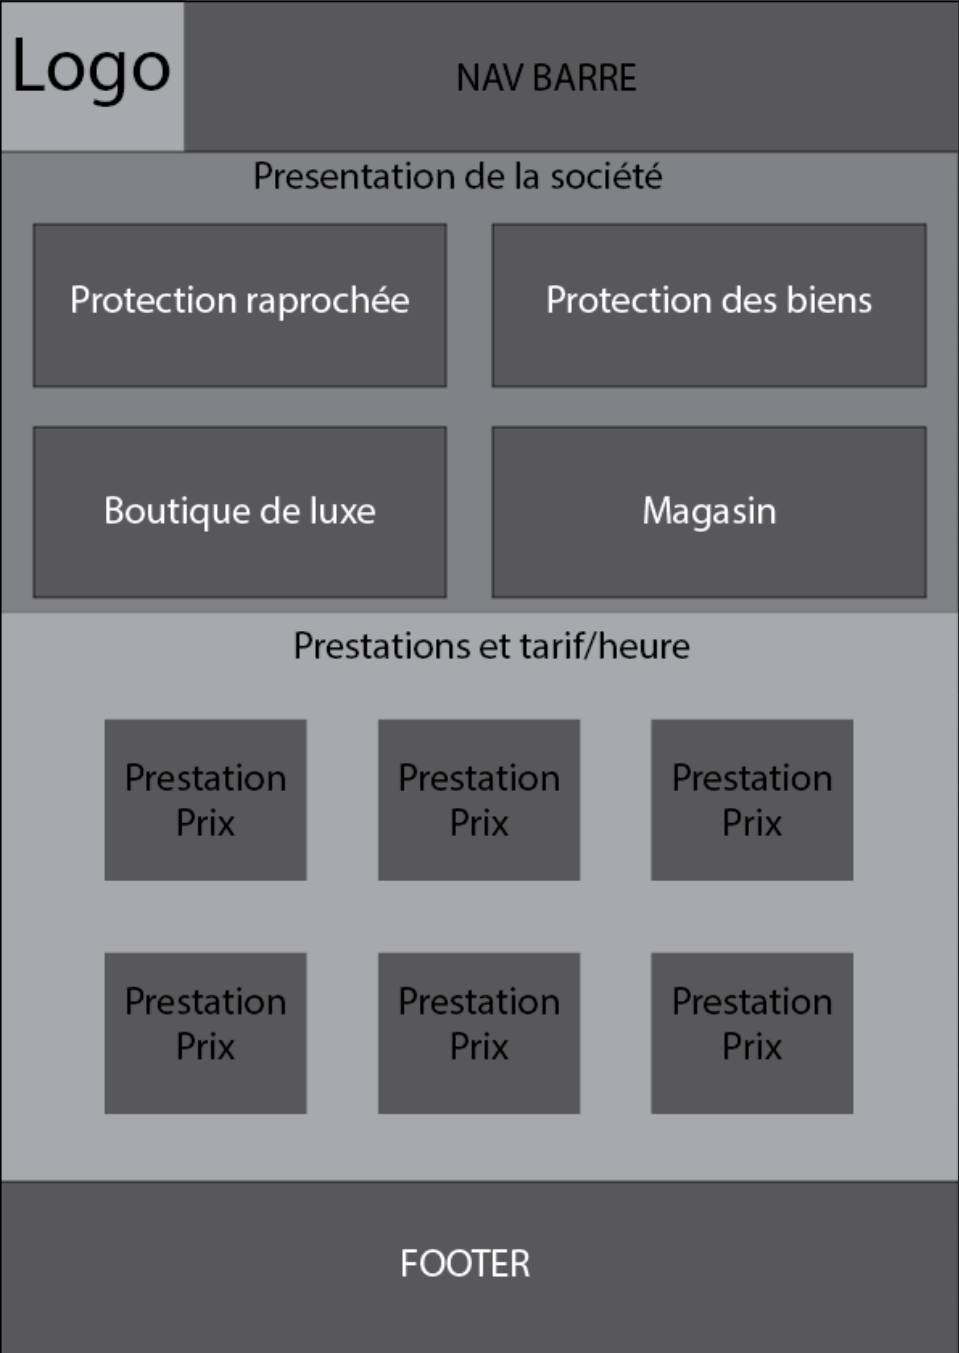 Logo
NAV BARRE
Presentation de la société
Protection raprochée
Protection des biens
Boutique de luxe
Magasin
Prestations et tarif/heure
Prestation
Prix
Prestation
Prix
Prestation
Prix
Prestation
Prix
Prestation
Prix
Prestation
Prix
FOOTER